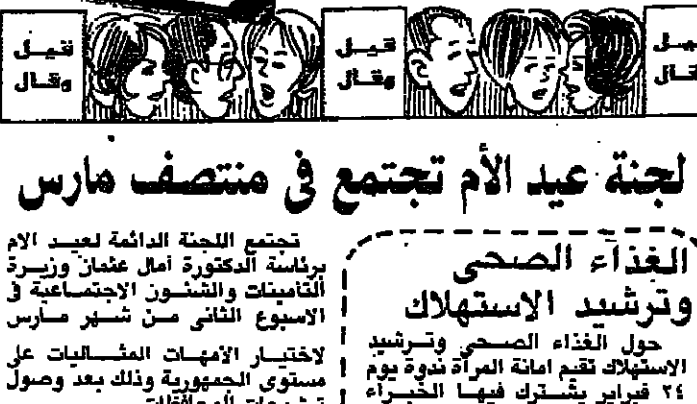 قيل
وقال
قيل
وقال
قيل
وقال
لجنة عيد الأم تجتمع فى منتصف مارس
تجتمع اللجنة الدائمة لعيد الام
برئاسة الدكتورة آمال عثمان وزيرة
التأمينات والشئون الاجتماعية فى
الاسبوع الثانى من شهر مارس
لاختيار الأمهات المثاليات على
مستوى الجمهورية وذلك بعد وصول
الغذاء الصحى
وترشيد الاستهلاك
حول الغذاء الصحى وترشيد
الاستهلاك تقيم امانة المرأة ندوة يوم
٢٤ فبراير يشترك فيها الخبراء